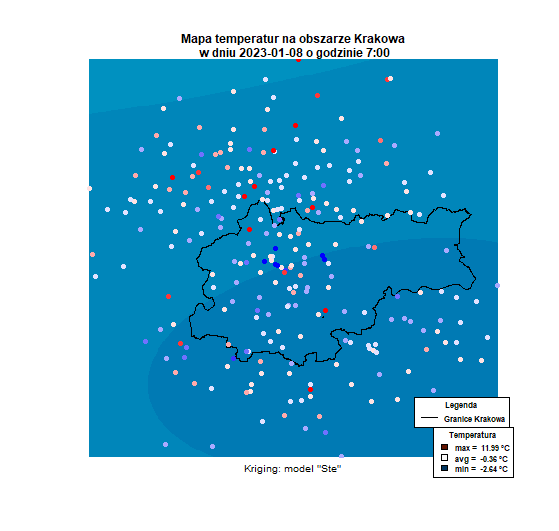 Mapa temperatur na obszarze Krakowa
w dniu 2023-01-08 o godzinie 7:00
Legenda
Granice Krakowa
Temperatura
max = 11.99 °C
avg = -0.36 °C
min = -2.64 °C
Kriging: model "Ste"